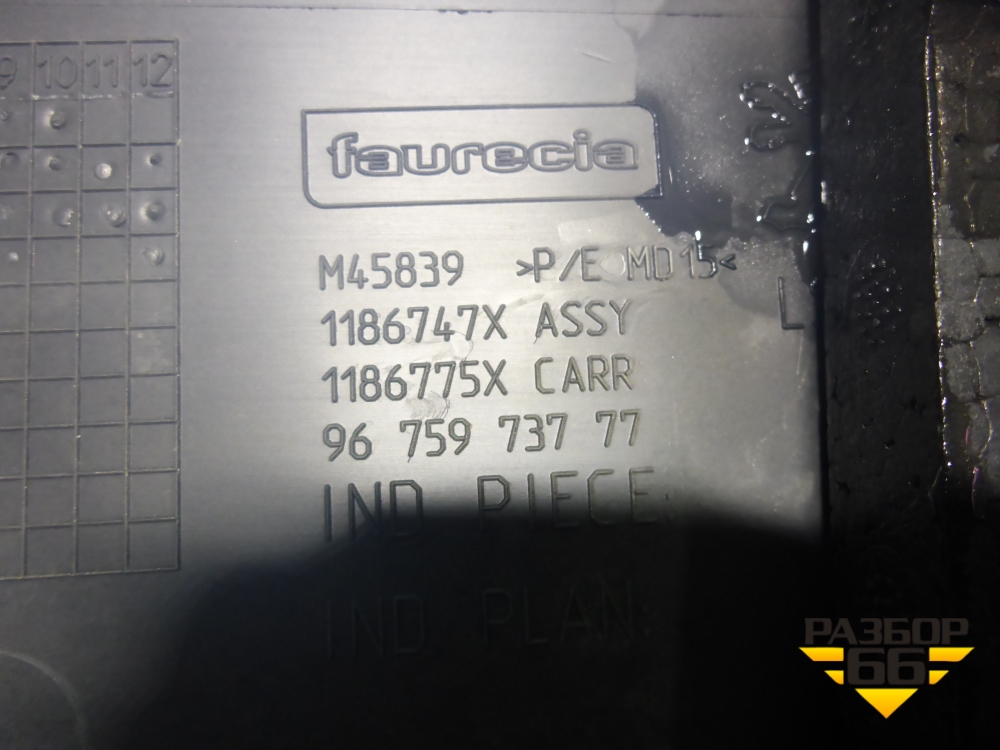 9 10 11 12
faurecia
M45839 >P/E MD15<
1186747X ASSY
1186775X CARR
96 759 737 77
IND PIECE:
IND PLAN:
L
РАЗБОР
66